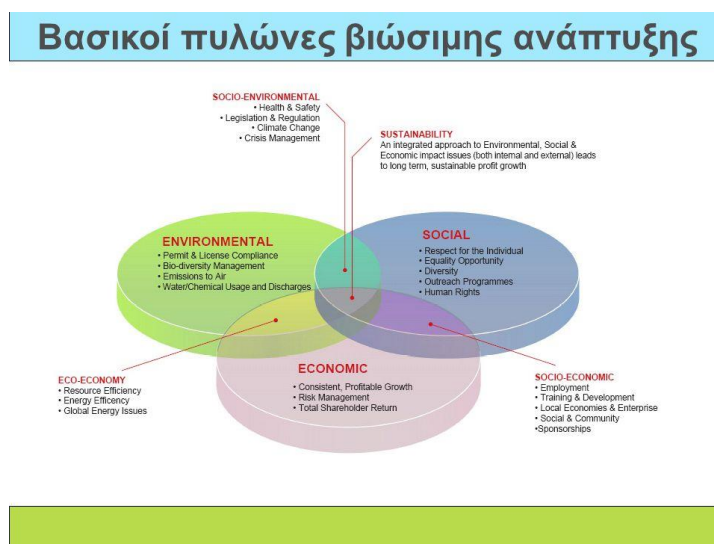 Βασικοί πυλώνες βιώσιμης ανάπτυξης
SOCIO-ENVIRONMENTAL
• Health & Safety
• Legislation & Regulation
• Climate Change
• Crisis Management
SUSTAINABILITY
An integrated approach to Environmental, Social &
Economic impact issues (both internal and external) leads
to long term, sustainable profit growth
ENVIRONMENTAL
• Permit & License Compliance
• Bio-diversity Management
• Emissions to Air
• Water/Chemical Usage and Discharges
SOCIAL
• Respect for the Individual
• Equality Opportunity
• Diversity
• Outreach Programmes
• Human Rights
ECONOMIC
• Consistent, Profitable Growth
• Risk Management
• Total Shareholder Return
ECO-ECONOMY
• Resource Efficiency
• Energy Efficency
• Global Energy Issues
SOCIO-ECONOMIC
• Employment
• Training & Development
• Local Economies & Enterprise
• Social & Community
•Sponsorships